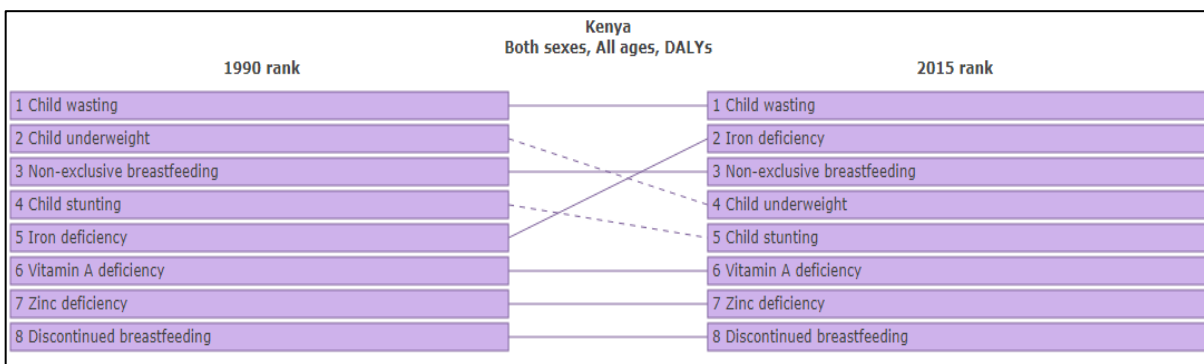 Kenya
Both sexes, All ages, DALYs
1990 rank
2015 rank
1 Child wasting
2 Child underweight
3 Non-exclusive breastfeeding
4 Child stunting
5 Iron deficiency
6 Vitamin A deficiency
7 Zinc deficiency
8 Discontinued breastfeeding
1 Child wasting
2 Iron deficiency
3 Non-exclusive breastfeeding
4 Child underweight
5 Child stunting
6 Vitamin A deficiency
7 Zinc deficiency
8 Discontinued breastfeeding